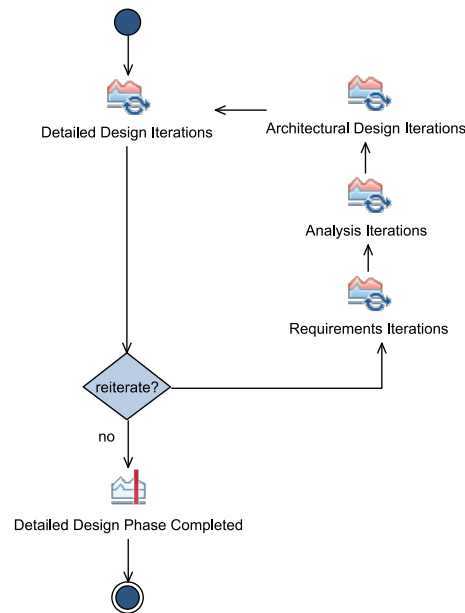 Detailed Design Iterations
Architectural Design Iterations
Analysis Iterations
Requirements Iterations
reiterate?
no
Detailed Design Phase Completed